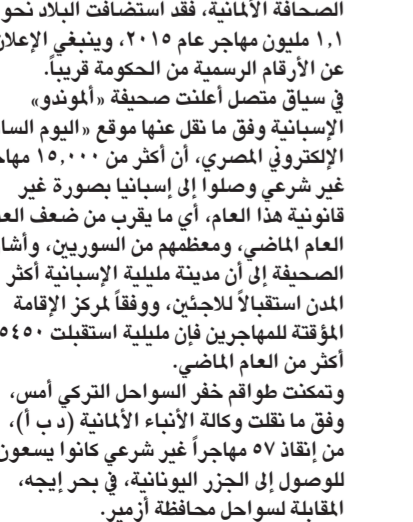 الصحافة الألمانية، فقد استضافت البلاد نحو
١,١ مليون مهاجر عام ٢٠١٥، وينبغي الإعلان
عن الأرقام الرسمية من الحكومة قريباً.
في سياق متصل أعلنت صحيفة «ألموندو»
الإسبانية وفق ما نقل عنها موقع «اليوم
الإلكتروني المصري، أن أكثر من ١٥,٠٠٠
غير شرعي وصلوا إلى إسبانيا بصورة غير
قانونية هذا العام، أي ما يقرب من ضعف
العام الماضي، ومعظمهم من السوريين،
الصحيفة إلى أن مدينة مليلية الإسبانية أكثر
المدن استقبالاً للاجئين، ووفقاً لمركز الإقامة
المؤقتة للمهاجرين فإن مليلية استقبلت ٥٤٥٠
أكثر من العام الماضي.
وتمكنت طواقم خفر السواحل التركي أمس،
وفق ما نقلت وكالة الأنباء الألمانية (د ب أ)،
من إنقاذ ٥٧ مهاجراً غير شرعي كانوا يسعون
للوصول إلى الجزر اليونانية، في بحر إيجه،
المقابلة لسواحل محافظة أزمير.